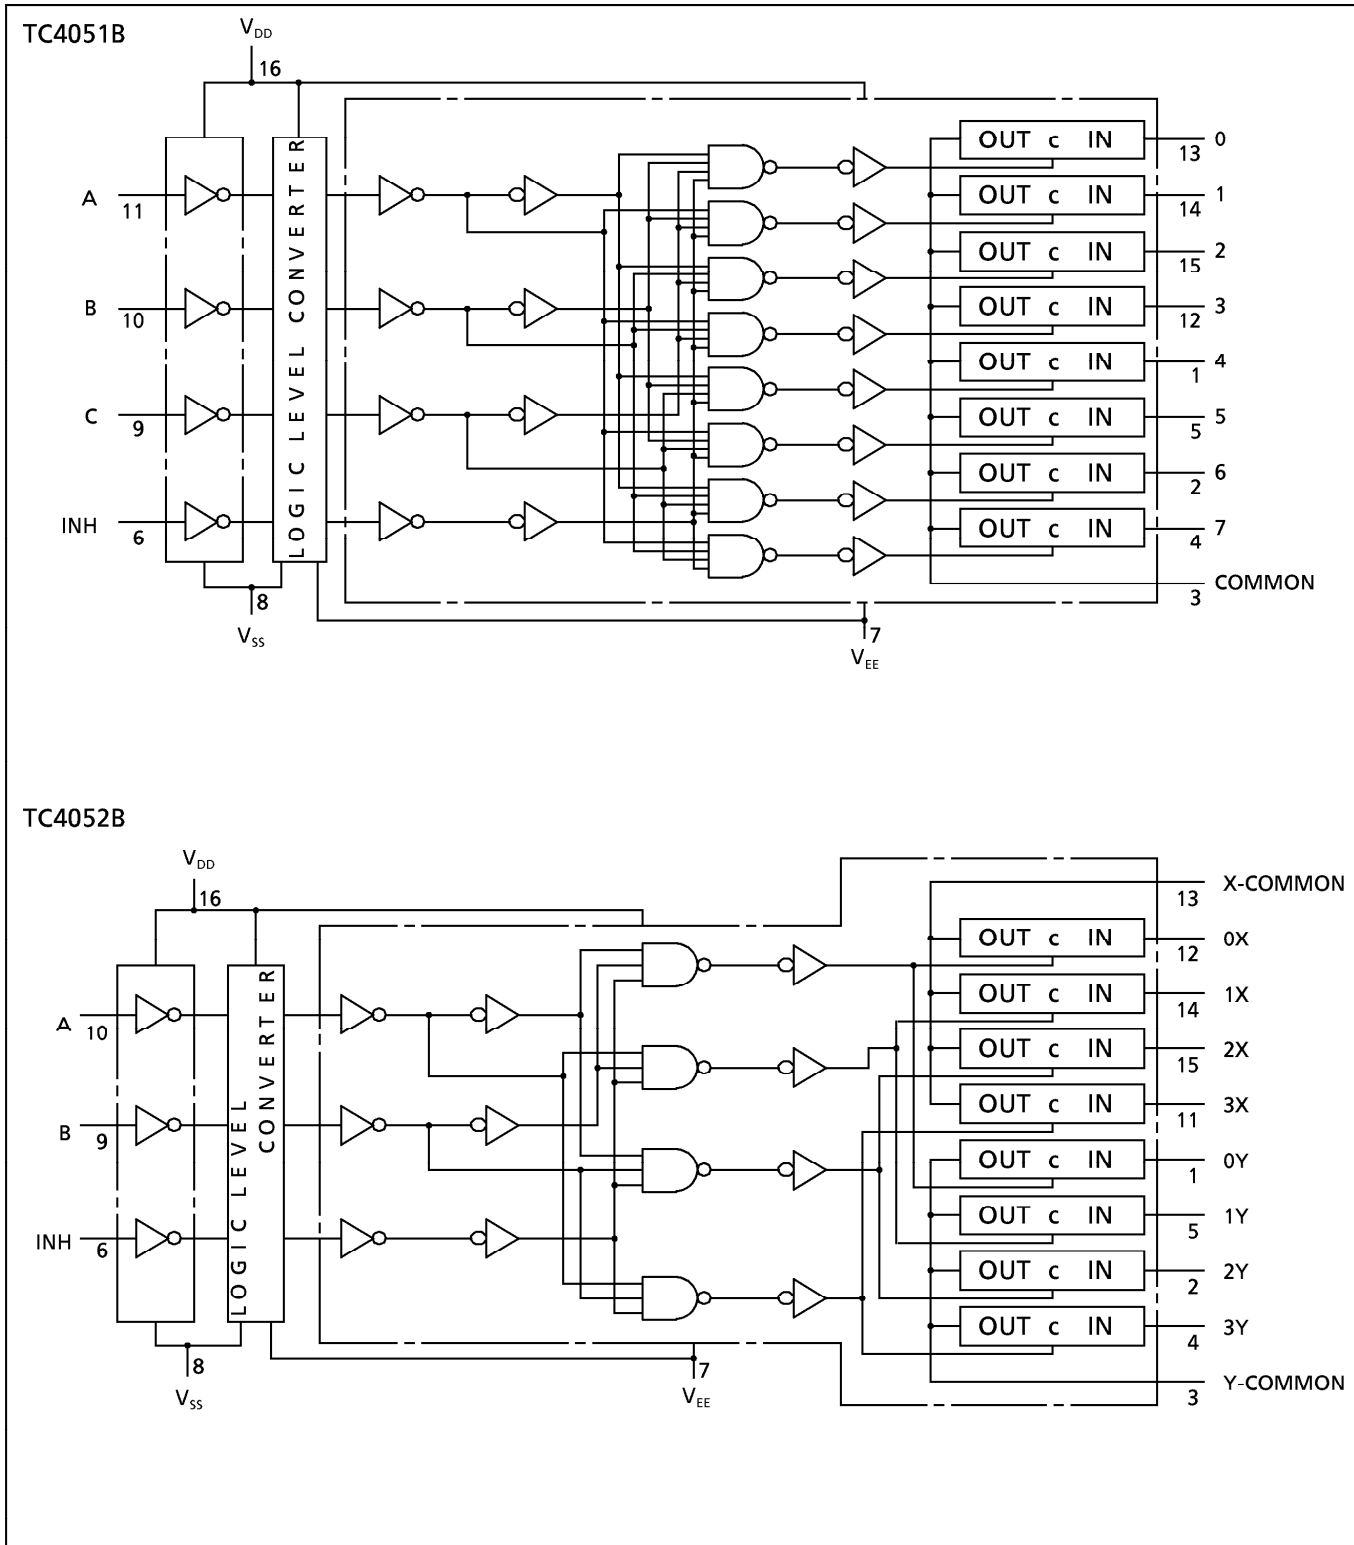 TC4051B
VDD
16
A
11
B
10
C
9
INH
6
LOGIC LEVEL CONVERTER
8
VSS
7
VEE
OUT c IN
13
0
OUT c IN
14
1
OUT c IN
15
2
OUT c IN
12
3
OUT c IN
1
4
OUT c IN
5
5
OUT c IN
2
6
OUT c IN
4
7
3
COMMON
TC4052B
VDD
16
A
10
B
9
INH
6
LOGIC LEVEL
CONVERTER
8
VSS
7
VEE
13
X-COMMON
OUT c IN
12
0X
OUT c IN
14
1X
OUT c IN
15
2X
OUT c IN
11
3X
OUT c IN
1
0Y
OUT c IN
5
1Y
OUT c IN
2
2Y
OUT c IN
4
3Y
3
Y-COMMON